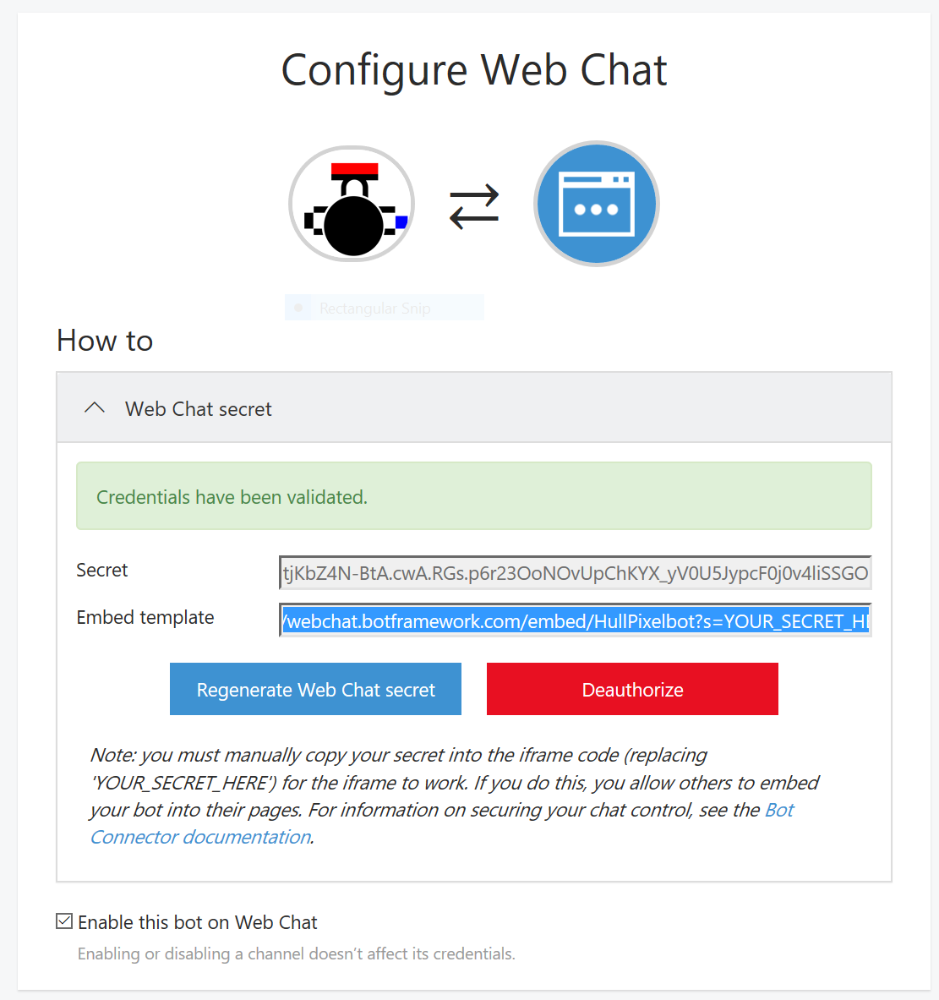 Configure Web Chat
Rectangular Snip
How to
Web Chat secret
Credentials have been validated.
Secret
tjKbZ4N-BtA.cwA.RGs.p6r23OoNOvUpChKYX_yV0U5JypcF0j0v4liSSGO
Embed template
/webchat.botframework.com/embed/HullPixelbot?s=YOUR_SECRET_HE
Regenerate Web Chat secret
Deauthorize
Note: you must manually copy your secret into the iframe code (replacing
'YOUR_SECRET_HERE') for the iframe to work. If you do this, you allow others to embed
your bot into their pages. For information on securing your chat control, see the Bot
Connector documentation.
Enable this bot on Web Chat
Enabling or disabling a channel doesn't affect its credentials.